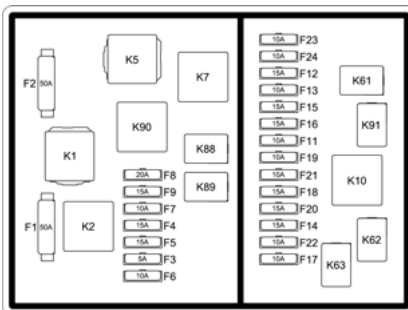 K5
K7
F2 50A
K90
K88
K1
K89
20A F8
15A F9
10A F7
15A F4
15A F5
5A F3
10A F6
F1 50A
K2
10A F23
10A F24
15A F12
10A F13
15A F15
15A F16
10A F11
10A F19
10A F21
15A F18
15A F20
15A F14
10A F22
10A F17
K61
K91
K10
K62
K63